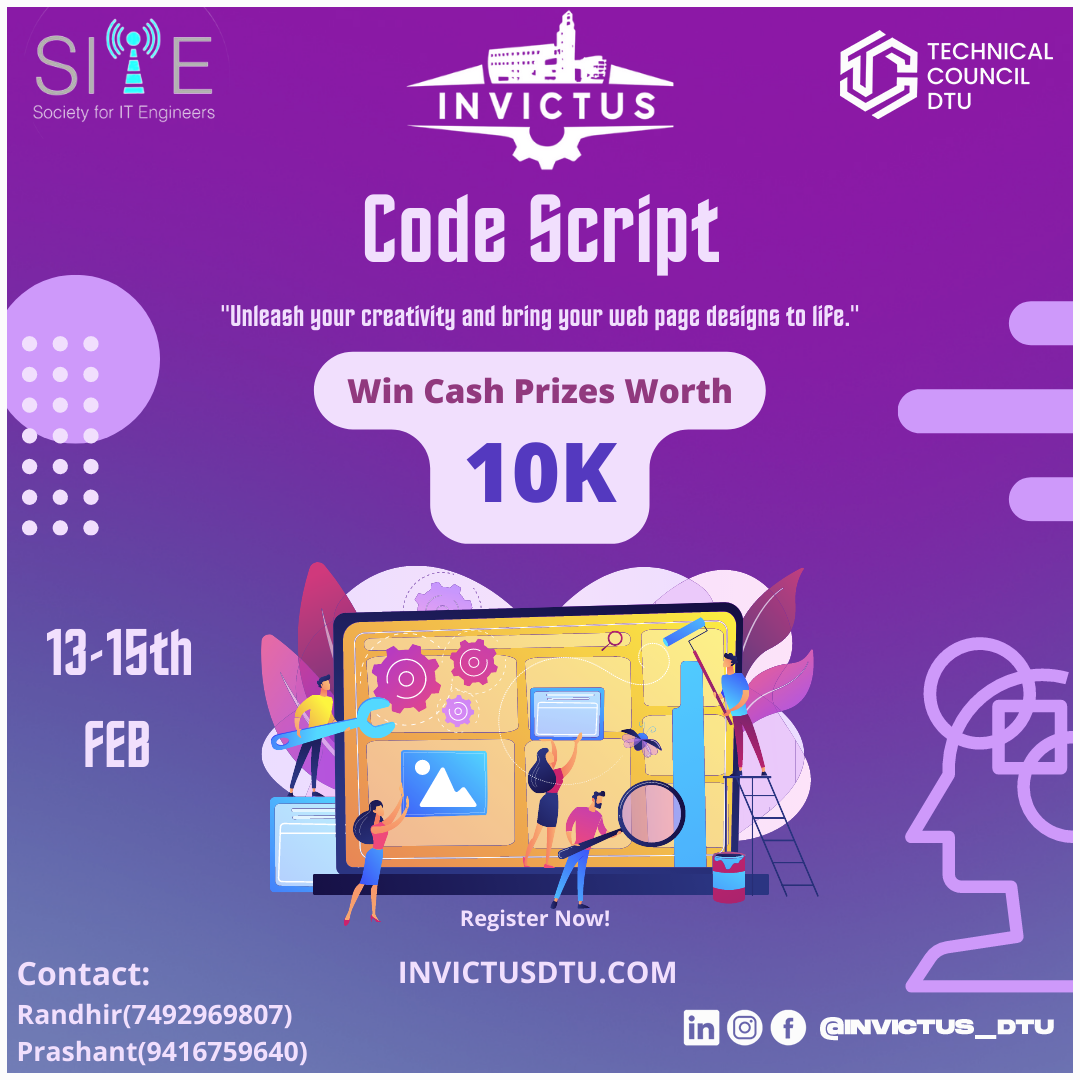 SITE
Society for IT Engineers
INVICTUS
TECHNICAL
COUNCIL
DTU
Code Script
"Unleash your creativity and bring your web page designs to life."
Win Cash Prizes Worth
10K
13-15th
FEB
Register Now!
INVICTUSDTU.COM
Contact:
Randhir(7492969807)
Prashant(9416759640)
in
@INVICTUS_DTU